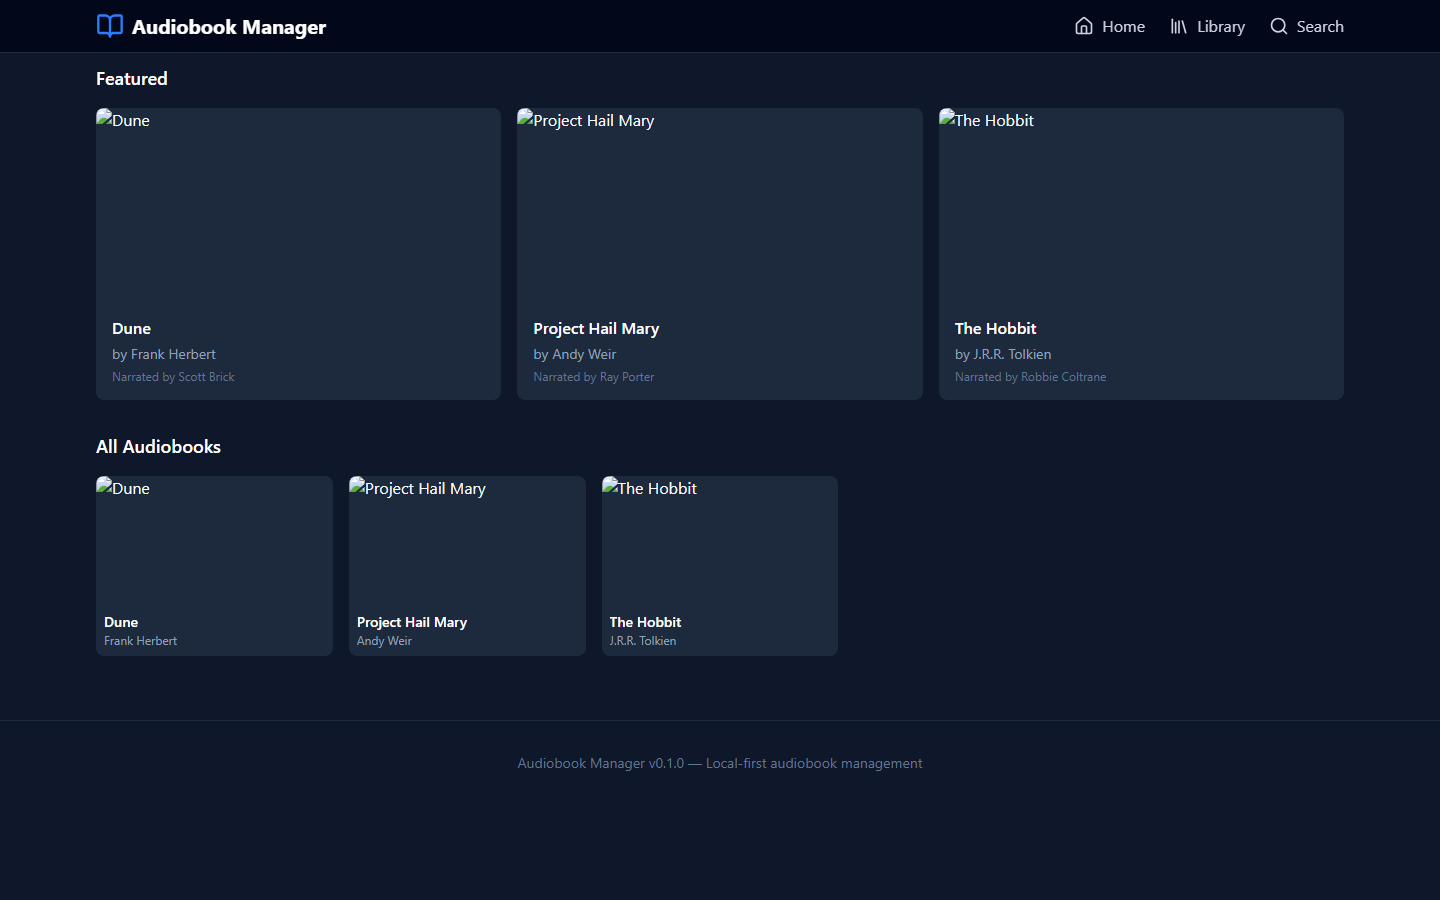 Audiobook Manager
Home
Library
Search
Featured
Dune
Project Hail Mary
The Hobbit
Dune
by Frank Herbert
Narrated by Scott Brick
Project Hail Mary
by Andy Weir
Narrated by Ray Porter
The Hobbit
by J.R.R. Tolkien
Narrated by Robbie Coltrane
All Audiobooks
Dune
Project Hail Mary
The Hobbit
Dune
Frank Herbert
Project Hail Mary
Andy Weir
The Hobbit
J.R.R. Tolkien
Audiobook Manager v0.1.0 — Local-first audiobook management